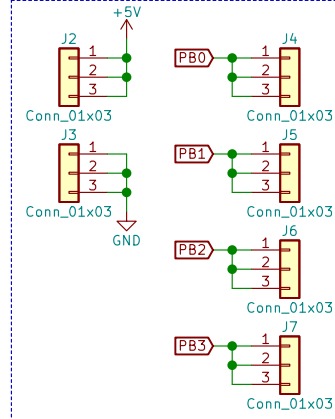 +5V
J2
1
2
3
Conn_01x03
J3
1
2
3
Conn_01x03
GND
PB0
J4
1
2
3
Conn_01x03
PB1
J5
1
2
3
Conn_01x03
PB2
J6
1
2
3
Conn_01x03
PB3
J7
1
2
3
Conn_01x03